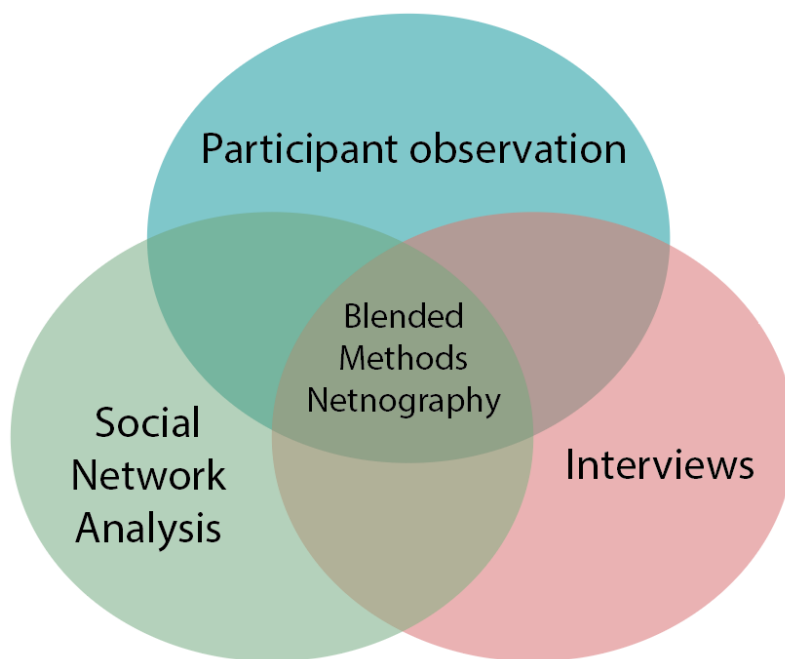 Participant observation
Blended
Methods
Netnography
Social
Network
Analysis
Interviews